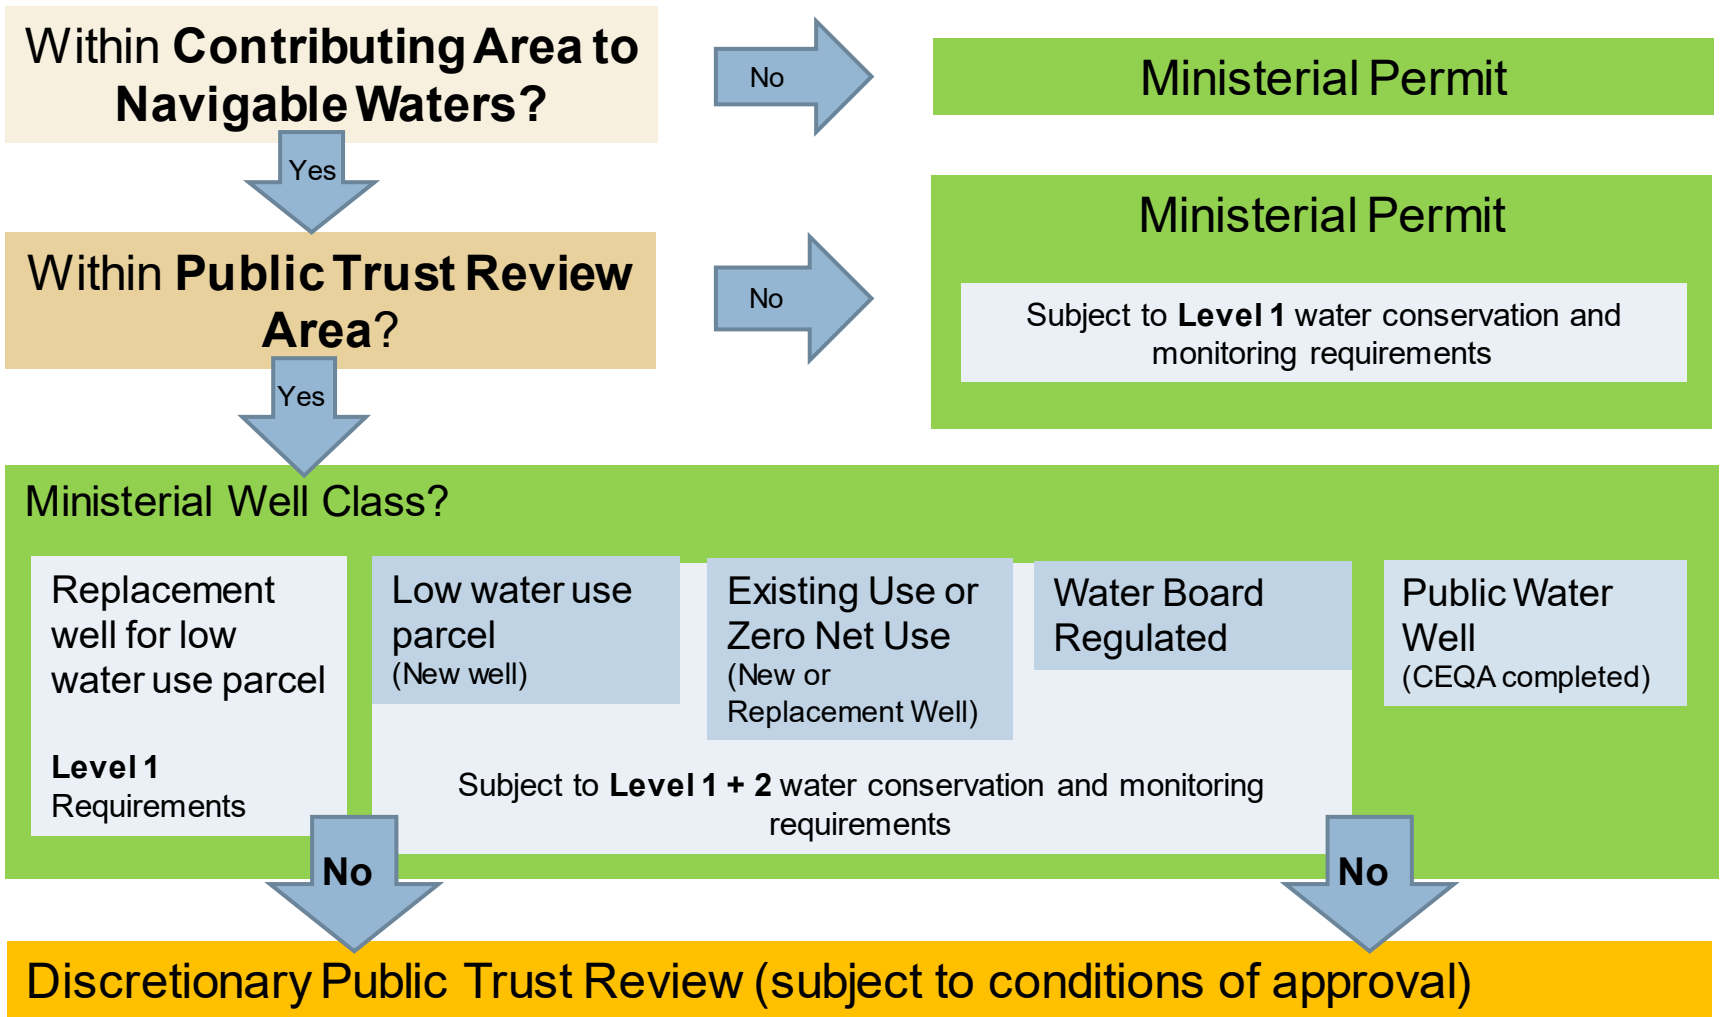 Within Contributing Area to
Navigable Waters?
No
Ministerial Permit
Yes
Within Public Trust Review
Area?
No
Ministerial Permit
Subject to Level 1 water conservation and
monitoring requirements
Yes
Ministerial Well Class?
Replacement
well for low
water use parcel
Level 1
Requirements
Low water use
parcel
(New well)
Existing Use or
Zero Net Use
(New or
Replacement Well)
Water Board
Regulated
Public Water
Well
(CEQA completed)
Subject to Level 1 + 2 water conservation and monitoring
requirements
No
No
Discretionary Public Trust Review (subject to conditions of approval)